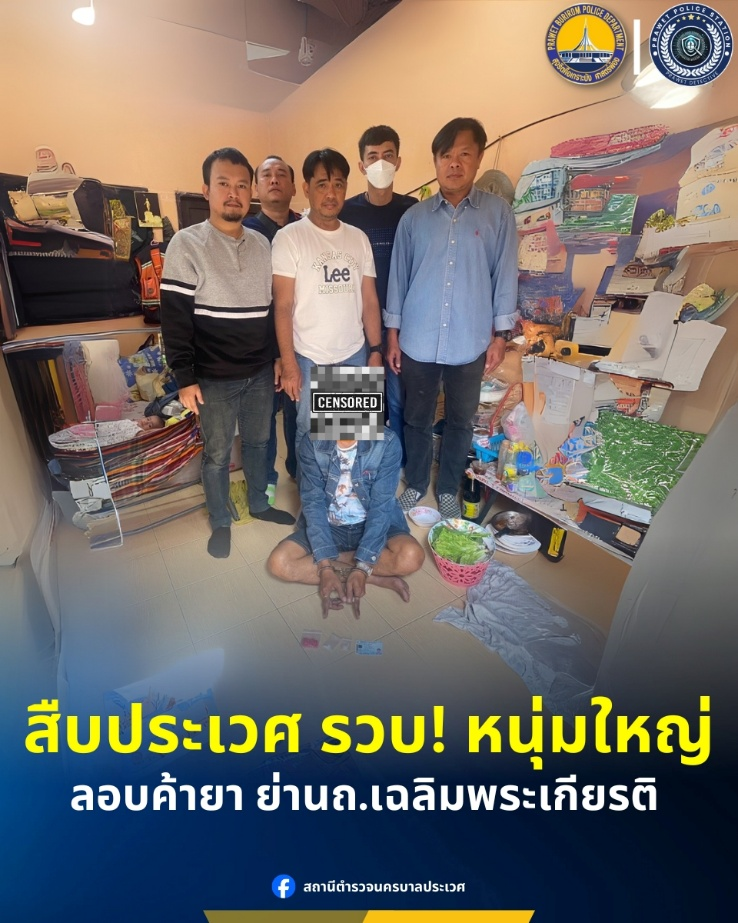 PRAWET BURIROM POLICE DEPARTMENT
PRAWET POLICE STATION
PRAWET DETECTIVE
Lee
CENSORED
สืบประเวศ รวบ! หนุ่มใหญ่
ลอบค้ายา ย่านถ.เฉลิมพระเกียรติ
สถานีตำรวจนครบาลประเวศ